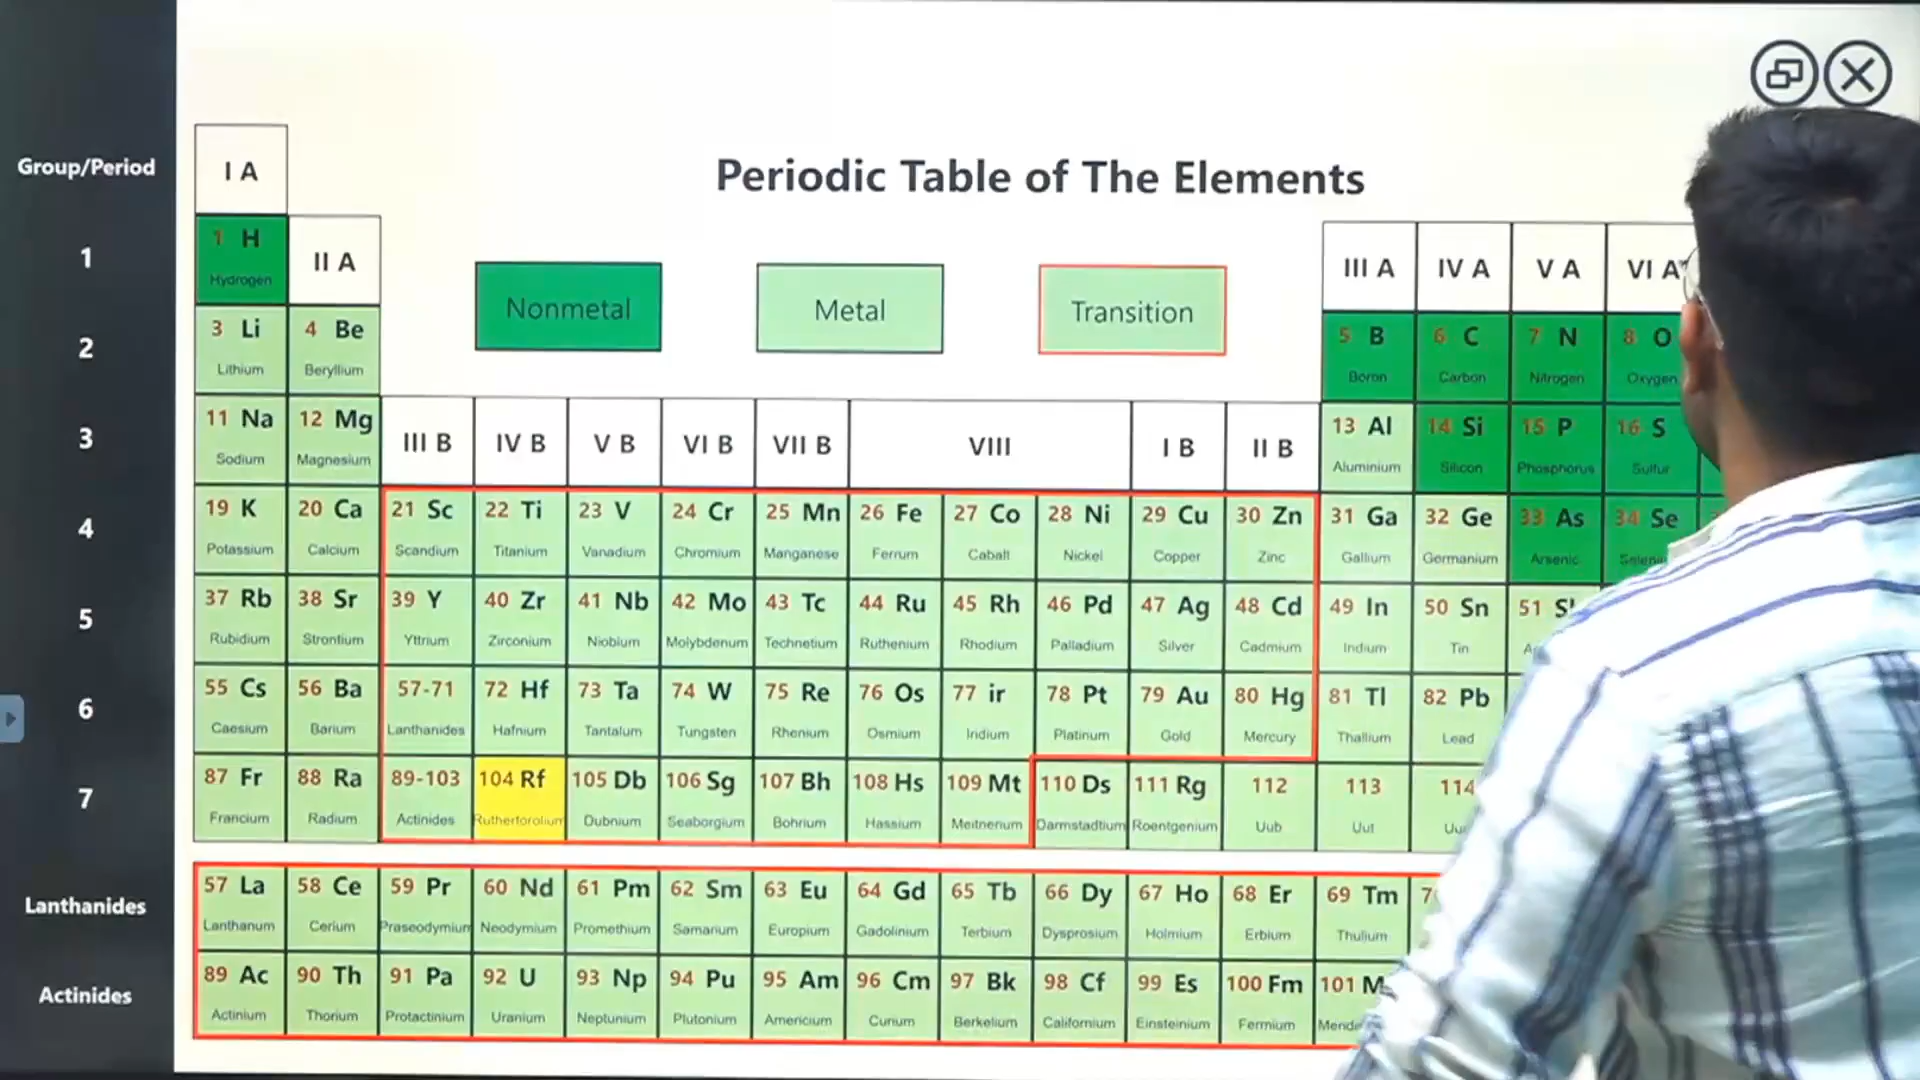 Periodic Table of The Elements
Group/Period
I A
II A
III A IV A V A VI A
Nonmetal Metal Transition
1
1 H
Hydrogen
2
3 Li 4 Be 5 B 6 C 7 N 8 O
Lithium Beryllium Boron Carbon Nitrogen Oxygen
3
11 Na 12 Mg III B IV B V B VI B VII B VIII I B II B 13 Al 14 Si 15 P 16 S
Sodium Magnesium Aluminium Silicon Phosphorus Sulfur
4
19 K 20 Ca 21 Sc 22 Ti 23 V 24 Cr 25 Mn 26 Fe 27 Co 28 Ni 29 Cu 30 Zn 31 Ga 32 Ge 33 As 34 Se
Potassium Calcium Scandium Titanium Vanadium Chromium Manganese Ferrum Cabalt Nickel Copper Zinc Gallium Germanium Arsenic
5
37 Rb 38 Sr 39 Y 40 Zr 41 Nb 42 Mo 43 Tc 44 Ru 45 Rh 46 Pd 47 Ag 48 Cd 49 In 50 Sn 51
Rubidium Strontium Yttrium Zirconium Niobium Molybdenum Technetium Ruthenium Rhodium Palladium Silver Cadmium Indium Tin
6
55 Cs 56 Ba 57-71 72 Hf 73 Ta 74 W 75 Re 76 Os 77 ir 78 Pt 79 Au 80 Hg 81 Tl 82 Pb
Caesium Barium Lanthanides Hafnium Tantalum Tungsten Rhenium Osmium Iridium Platinum Gold Mercury Thallium Lead
7
87 Fr 88 Ra 89-103 104 Rf 105 Db 106 Sg 107 Bh 108 Hs 109 Mt 110 Ds 111 Rg 112 113 114
Francium Radium Actinides Rutherforolium Dubnium Seaborgium Bohrium Hassium Meitnerium Darmstadtium Roentgenium Uub Uut
Lanthanides
57 La 58 Ce 59 Pr 60 Nd 61 Pm 62 Sm 63 Eu 64 Gd 65 Tb 66 Dy 67 Ho 68 Er 69 Tm
Lanthanum Cerium Praseodymium Neodymium Promethium Samarium Europium Gadolinium Terbium Dysprosium Holmium Erbium Thulium
Actinides
89 Ac 90 Th 91 Pa 92 U 93 Np 94 Pu 95 Am 96 Cm 97 Bk 98 Cf 99 Es 100 Fm 101
Actinium Thorium Protactinium Uranium Neptunium Plutonium Americium Curium Berkelium Californium Einsteinium Fermium